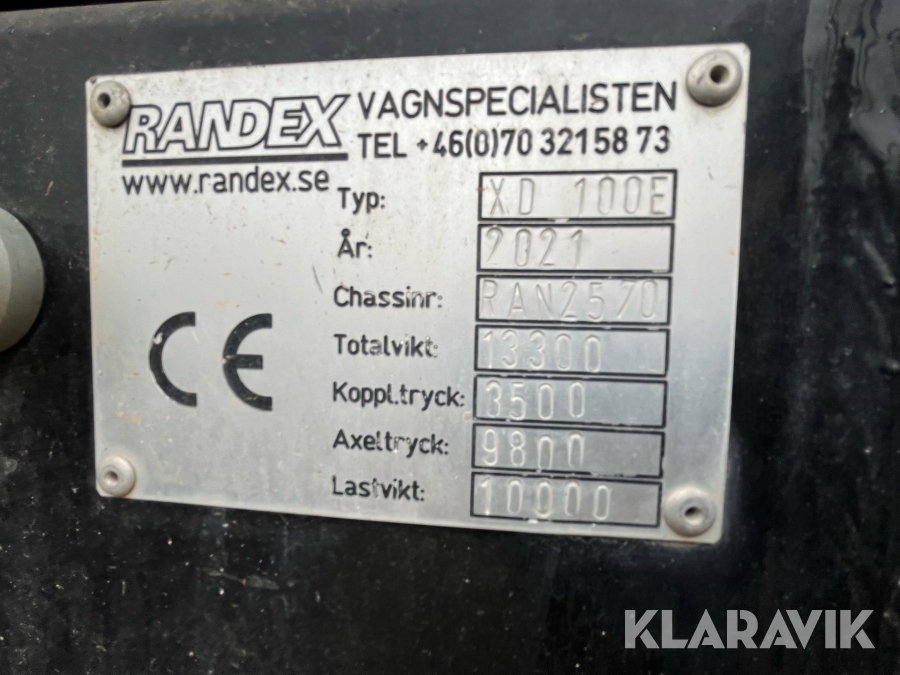 RANDEX VAGNSPECIALISTEN
TEL +46(0)70 321 58 73
www.randex.se
Typ: XD 100E
År: 2021
Chassinr: RAN2570
Totalvikt: 13300
Koppl.tryck: 3500
Axeltryck: 9800
Lastvikt: 10000
CE
KLARAVIK